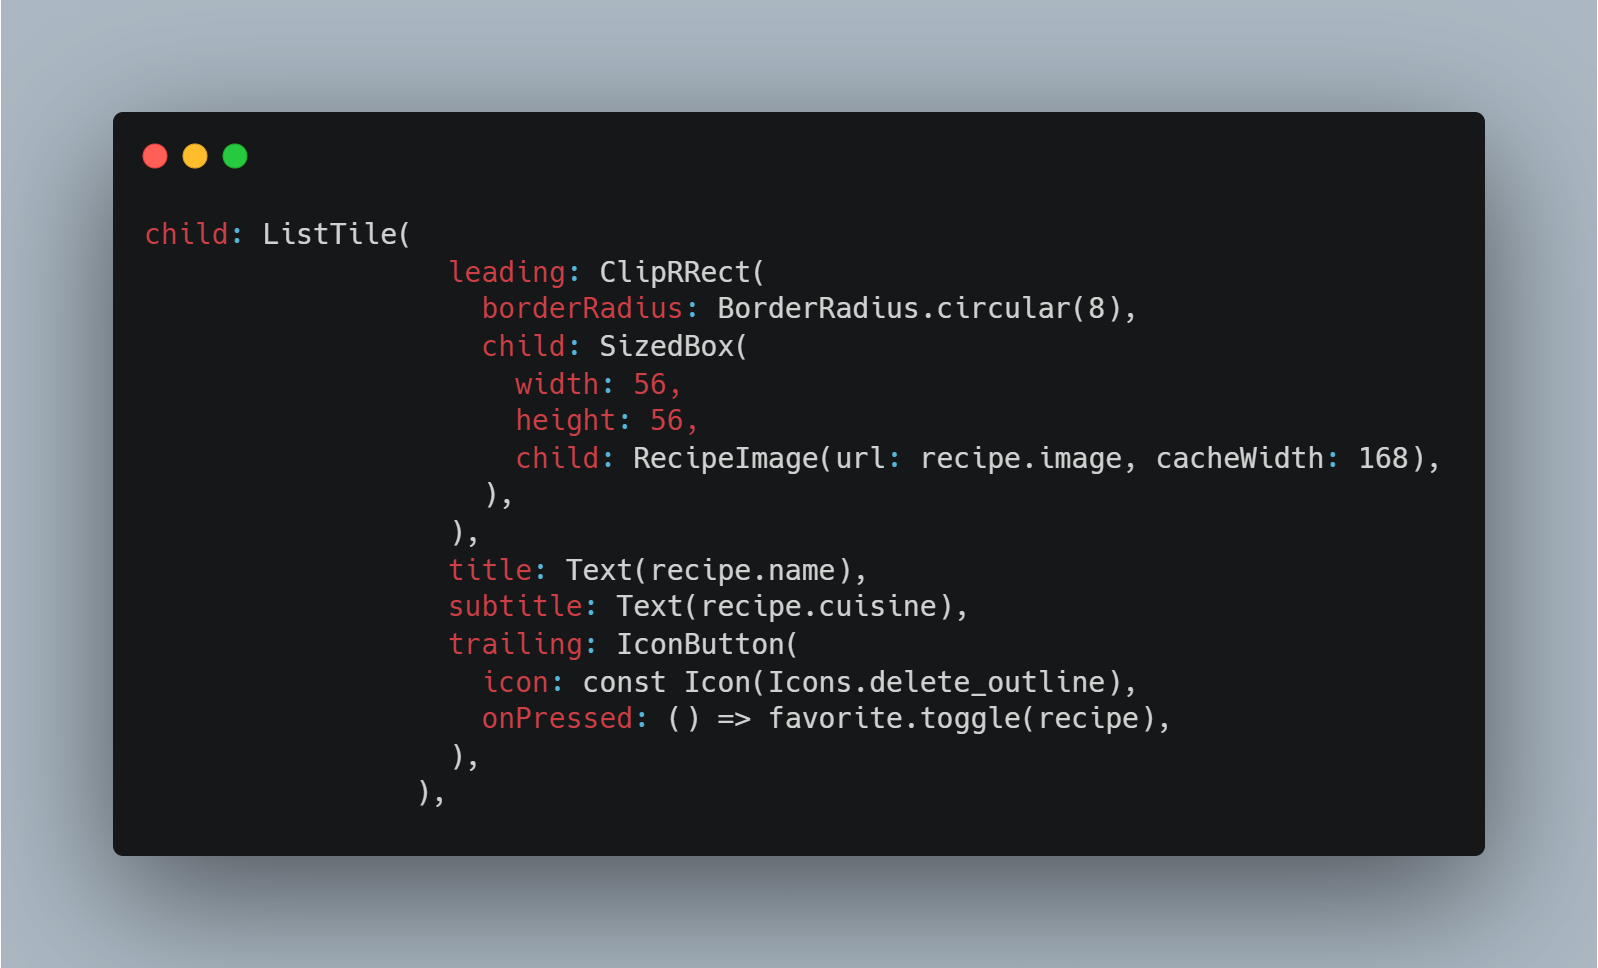 child: ListTile(
                  leading: ClipRRect(
                    borderRadius: BorderRadius.circular(8),
                    child: SizedBox(
                      width: 56,
                      height: 56,
                      child: RecipeImage(url: recipe.image, cacheWidth: 168),
                    ),
                  ),
                  title: Text(recipe.name),
                  subtitle: Text(recipe.cuisine),
                  trailing: IconButton(
                    icon: const Icon(Icons.delete_outline),
                    onPressed: () => favorite.toggle(recipe),
                  ),
                ),